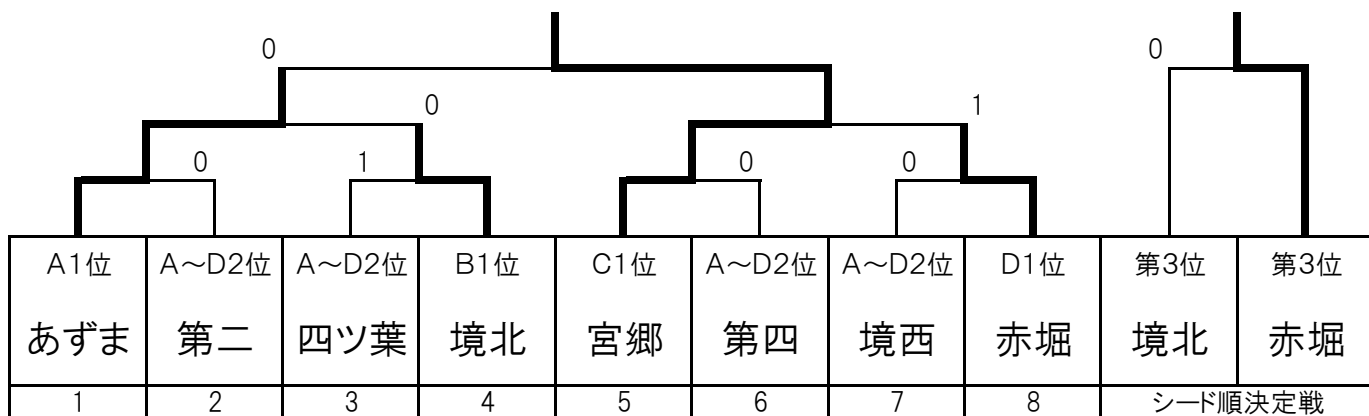 0 0
0 1
0 1 0 0
A1位 A～D2位 A～D2位 B1位 C1位 A～D2位 A～D2位 D1位 第3位 第3位
あずま 第二 四ツ葉 境北 宮郷 第四 境西 赤堀 境北 赤堀
1 2 3 4 5 6 7 8 シード順決定戦